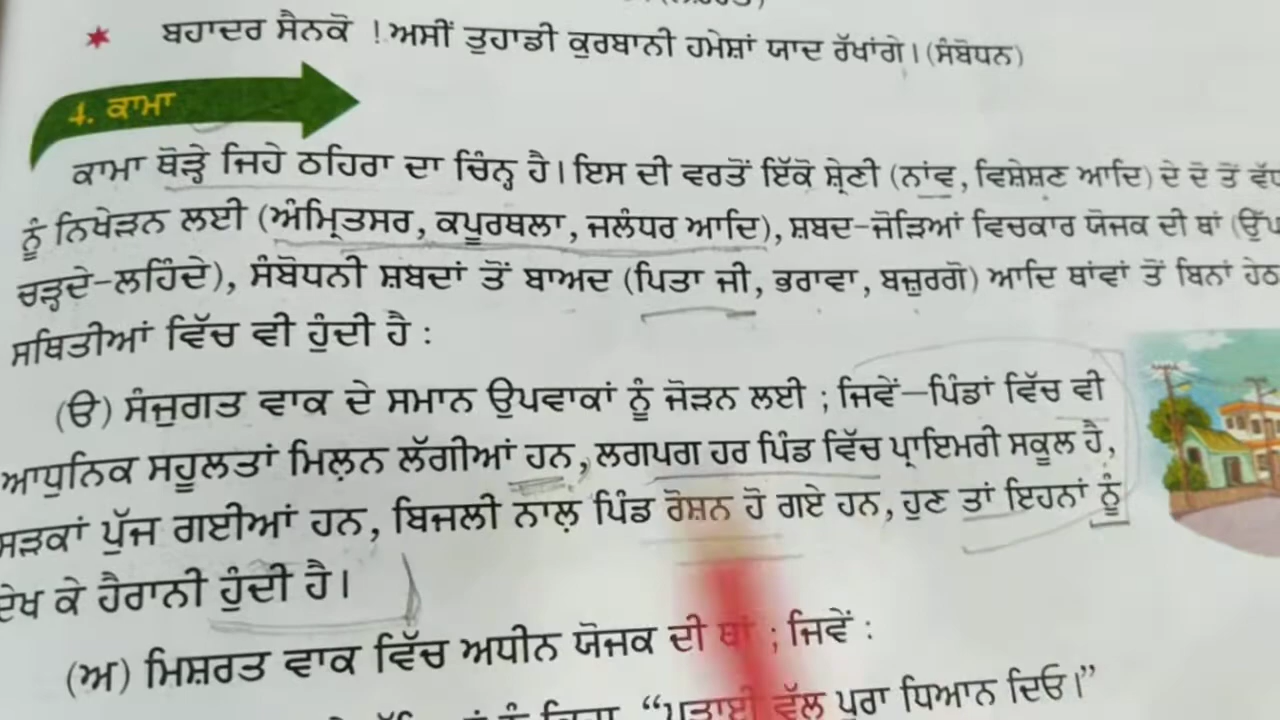 * ਬਹਾਦਰ ਸੈਨਕੋ ! ਅਸੀਂ ਤੁਹਾਡੀ ਕੁਰਬਾਨੀ ਹਮੇਸ਼ਾਂ ਯਾਦ ਰੱਖਾਂਗੇ। (ਸੰਬੋਧਨ)
4. ਕਾਮਾ
ਕਾਮਾ ਥੋੜ੍ਹੇ ਜਿਹੇ ਠਹਿਰਾ ਦਾ ਚਿੰਨ੍ਹ ਹੈ। ਇਸ ਦੀ ਵਰਤੋਂ ਇੱਕੋ ਸ਼੍ਰੇਣੀ (ਨਾਂਵ, ਵਿਸ਼ੇਸ਼ਣ ਆਦਿ) ਦੇ ਦੋ ਤੋਂ
ਨੂੰ ਨਿਖੇੜਨ ਲਈ (ਅੰਮ੍ਰਿਤਸਰ, ਕਪੂਰਥਲਾ, ਜਲੰਧਰ ਆਦਿ), ਸ਼ਬਦ-ਜੋੜਿਆਂ ਵਿਚਕਾਰ ਯੋਜਕ ਦੀ ਥਾਂ
ਚੜ੍ਹਦੇ-ਲਹਿੰਦੇ), ਸੰਬੋਧਨੀ ਸ਼ਬਦਾਂ ਤੋਂ ਬਾਅਦ (ਪਿਤਾ ਜੀ, ਭਰਾਵਾ, ਬਜ਼ੁਰਗੋ) ਆਦਿ ਥਾਂਵਾਂ ਤੋਂ ਬਿਨਾਂ ਹੇਠ
ਸਥਿਤੀਆਂ ਵਿੱਚ ਵੀ ਹੁੰਦੀ ਹੈ :
(ੳ) ਸੰਜੁਗਤ ਵਾਕ ਦੇ ਸਮਾਨ ਉਪਵਾਕਾਂ ਨੂੰ ਜੋੜਨ ਲਈ ; ਜਿਵੇਂ—ਪਿੰਡਾਂ ਵਿੱਚ ਵੀ
ਆਧੁਨਿਕ ਸਹੂਲਤਾਂ ਮਿਲ਼ਨ ਲੱਗੀਆਂ ਹਨ, ਲਗਪਗ ਹਰ ਪਿੰਡ ਵਿੱਚ ਪ੍ਰਾਇਮਰੀ ਸਕੂਲ ਹੈ,
ਸੜਕਾਂ ਪੁੱਜ ਗਈਆਂ ਹਨ, ਬਿਜਲੀ ਨਾਲ਼ ਪਿੰਡ ਰੋਸ਼ਨ ਹੋ ਗਏ ਹਨ, ਹੁਣ ਤਾਂ ਇਹਨਾਂ ਨੂੰ
ਦੇਖ ਕੇ ਹੈਰਾਨੀ ਹੁੰਦੀ ਹੈ।
(ਅ) ਮਿਸ਼ਰਤ ਵਾਕ ਵਿੱਚ ਅਧੀਨ ਯੋਜਕ ਦੀ ਥਾਂ ; ਜਿਵੇਂ :
ਵੱਲ ਪੂਰਾ ਧਿਆਨ ਦਿਓ।”